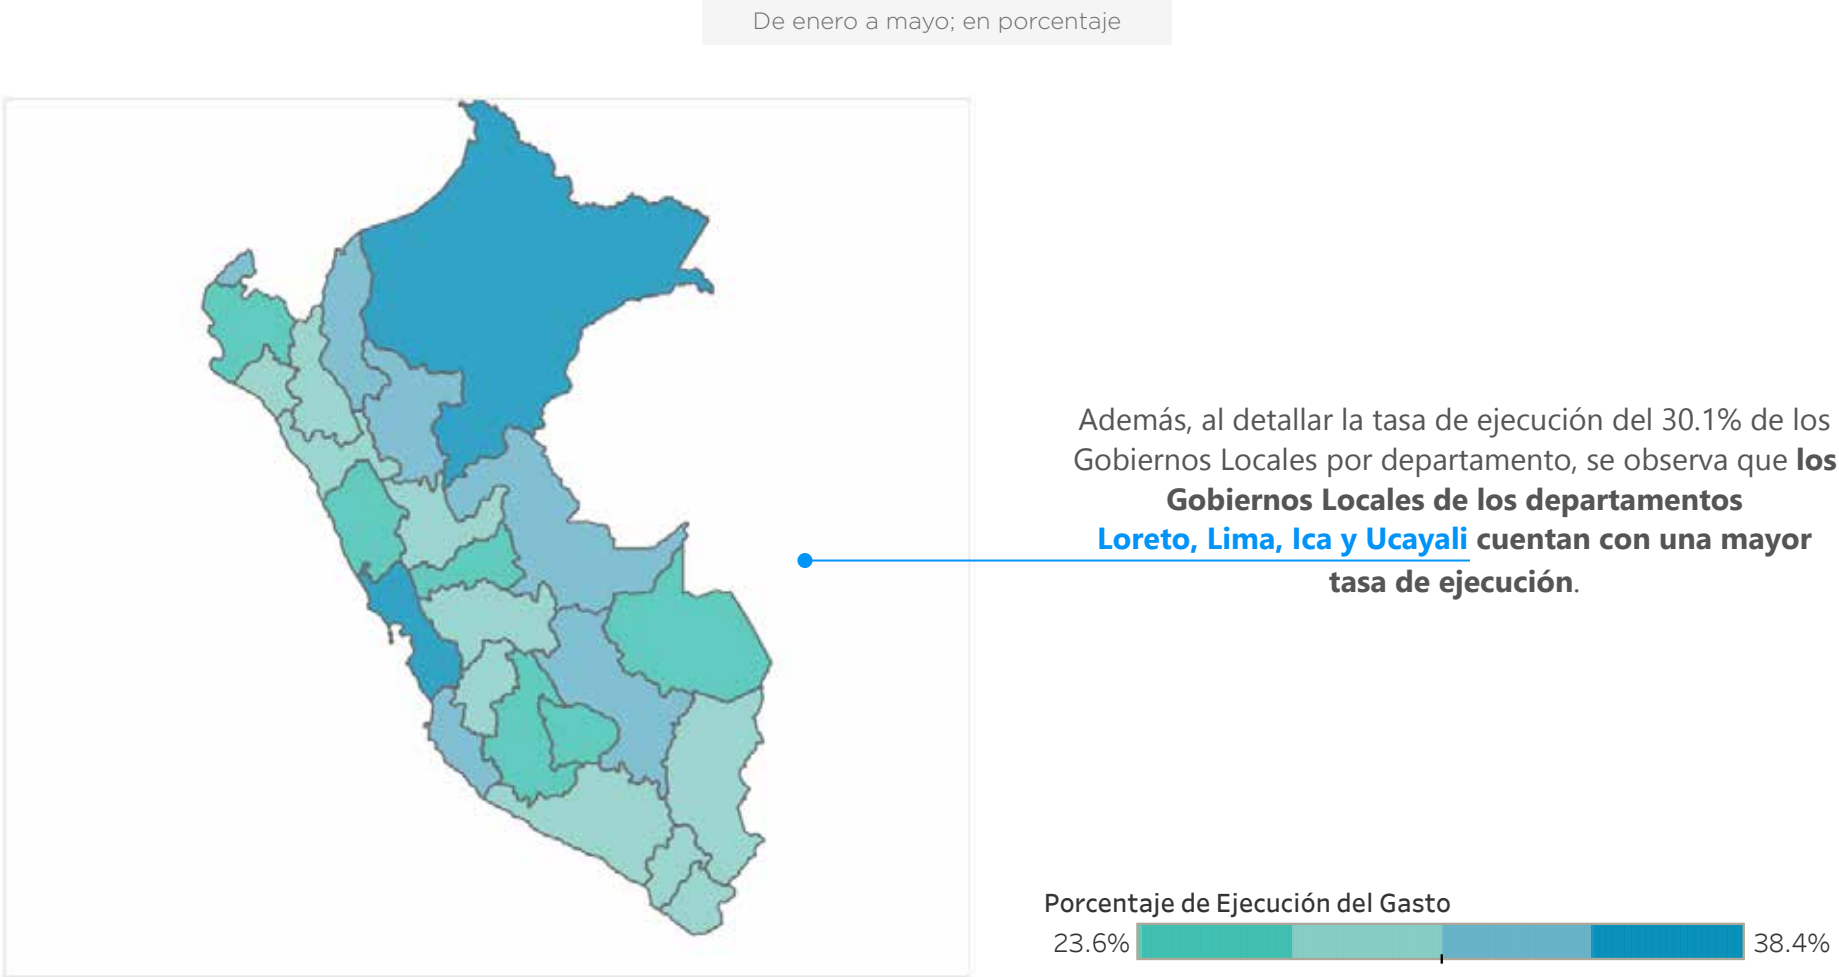 De enero a mayo; en porcentaje
Además, al detallar la tasa de ejecución del 30.1% de los
Gobiernos Locales por departamento, se observa que los
Gobiernos Locales de los departamentos
Loreto, Lima, Ica y Ucayali cuentan con una mayor
tasa de ejecución.
Porcentaje de Ejecución del Gasto
23.6% 38.4%